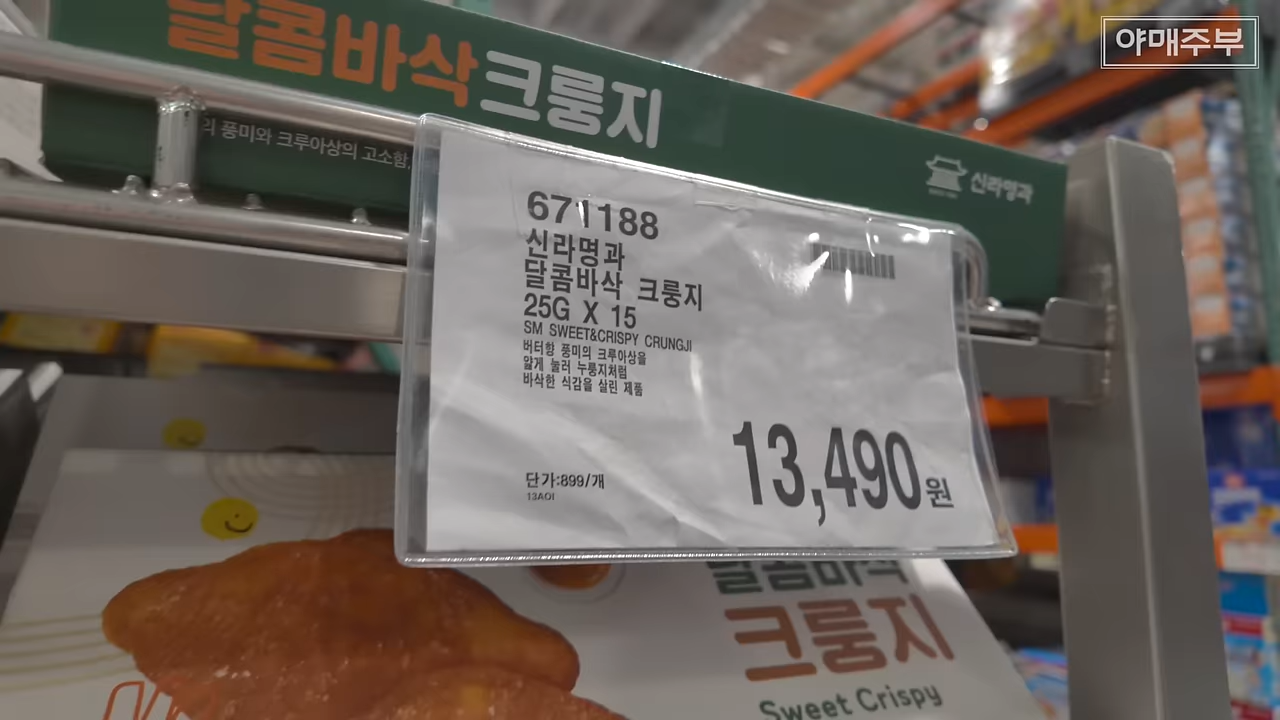 야매주부
달콤바삭크룽지
의 풍미와 크루아상의 고소함,
신라명과
671188
신라명과
달콤바삭 크룽지
25G X 15
SM SWEET&CRISPY CRUNGJI
버터향 풍미의 크루아상을
얇게 눌러 누룽지처럼
바삭한 식감을 살린 제품
13,490원
단가:899/개
13AOI
달콤바삭
크룽지
Sweet Crispy